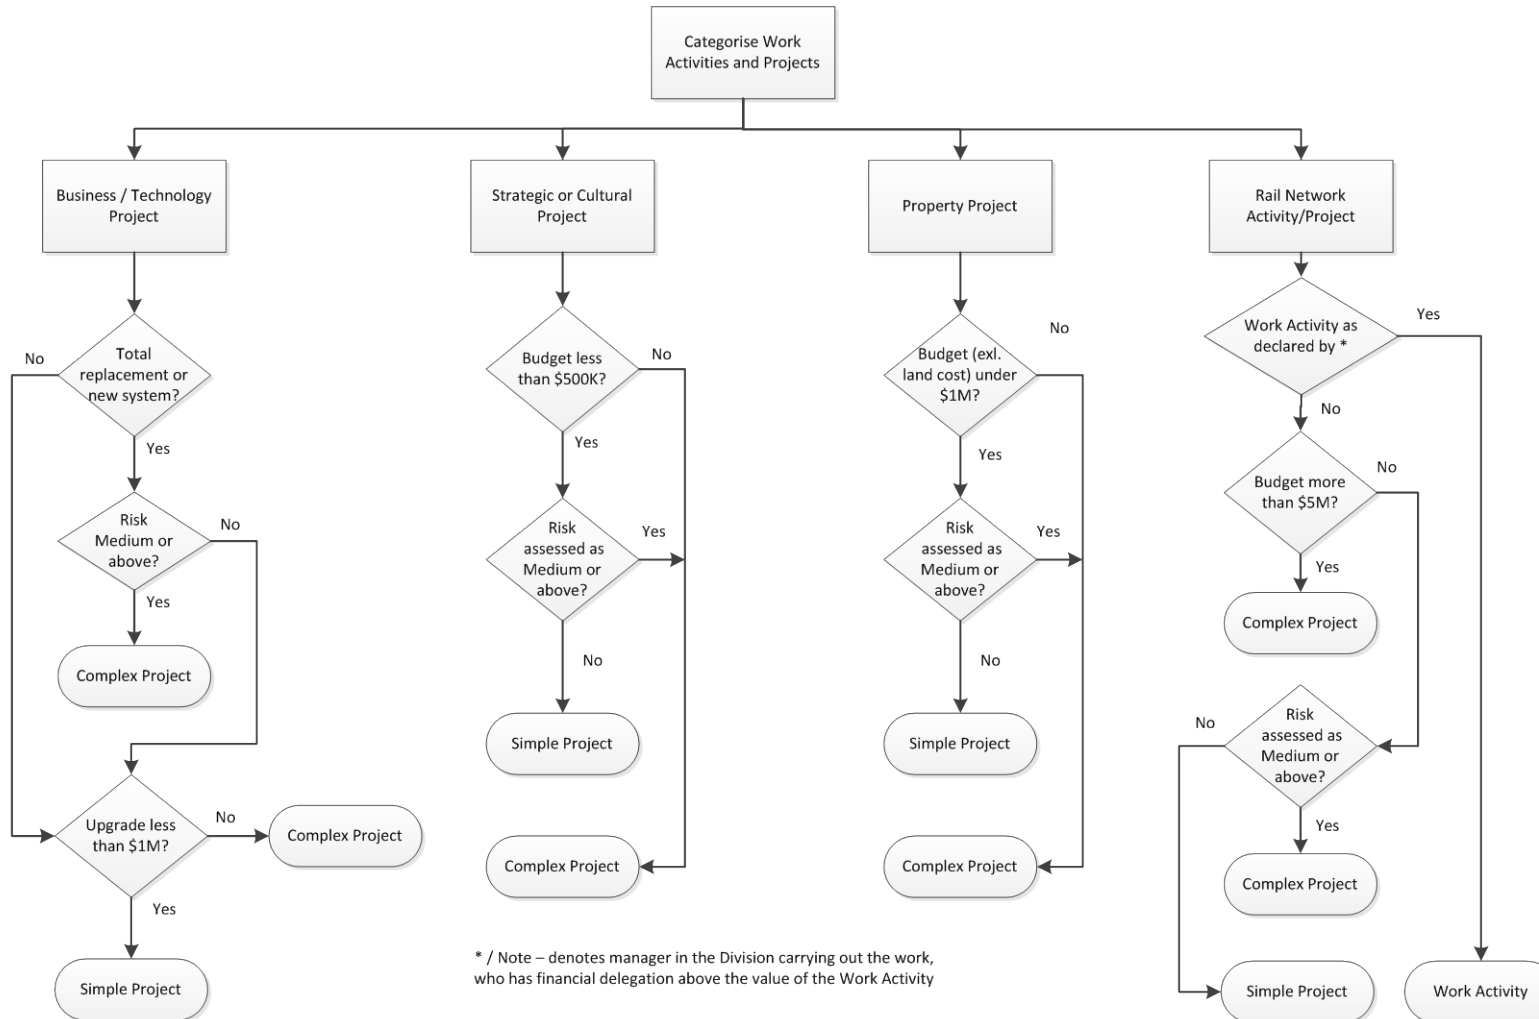 Categorise Work
Activities and Projects
Business / Technology
Project
Strategic or Cultural
Project
Property Project
Rail Network
Activity/Project
Total
replacement or
new system?
No
Yes
Risk
Medium or
above?
No
Yes
Complex Project
Upgrade less
than $1M?
No
Complex Project
Yes
Simple Project
Budget less
than $500K?
No
Yes
Risk
assessed as
Medium or
above?
Yes
No
Simple Project
Complex Project
Budget (exl.
land cost) under
$1M?
No
Yes
Risk
assessed as
Medium or
above?
Yes
No
Simple Project
Complex Project
Work Activity as
declared by *
Yes
No
Budget more
than $5M?
No
Yes
Complex Project
Risk
assessed as
Medium or
above?
No
Yes
Complex Project
Simple Project
Work Activity
* / Note – denotes manager in the Division carrying out the work,
who has financial delegation above the value of the Work Activity